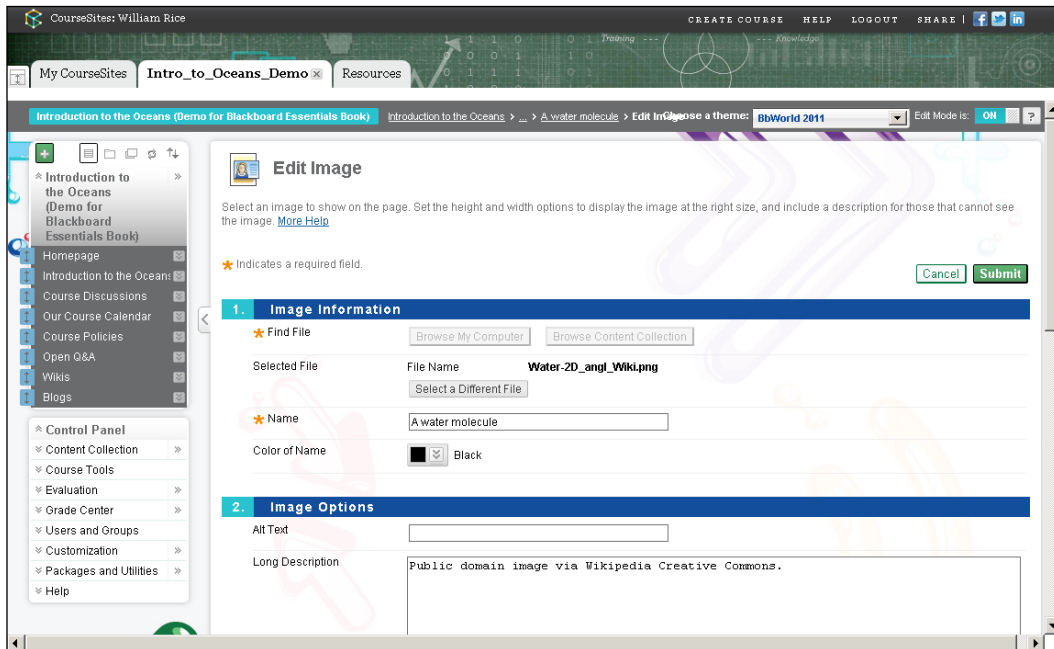 CourseSites: William Rice
CREATE COURSE HELP LOGOUT SHARE |
Training --- --- Knowledge
My CourseSites Intro_to_Oceans_Demo Resources
Introduction to the Oceans (Demo for Blackboard Essentials Book) Introduction to the Oceans > ... > A water molecule > Edit Image Choose a theme: BbWorld 2011 Edit Mode is: ON ?
Introduction to
the Oceans
(Demo for
Blackboard
Essentials Book)
Homepage
Introduction to the Oceans
Course Discussions
Our Course Calendar
Course Policies
Open Q&A
Wikis
Blogs
Control Panel
Content Collection
Course Tools
Evaluation
Grade Center
Users and Groups
Customization
Packages and Utilities
Help
Edit Image
Select an image to show on the page. Set the height and width options to display the image at the right size, and include a description for those that cannot see
the image. More Help
Indicates a required field.
Cancel Submit
1. Image Information
Find File Browse My Computer Browse Content Collection
Selected File File Name Water-2D_angl_Wiki.png
Select a Different File
Name A water molecule
Color of Name Black
2. Image Options
Alt Text
Long Description Public domain image via Wikipedia Creative Commons.